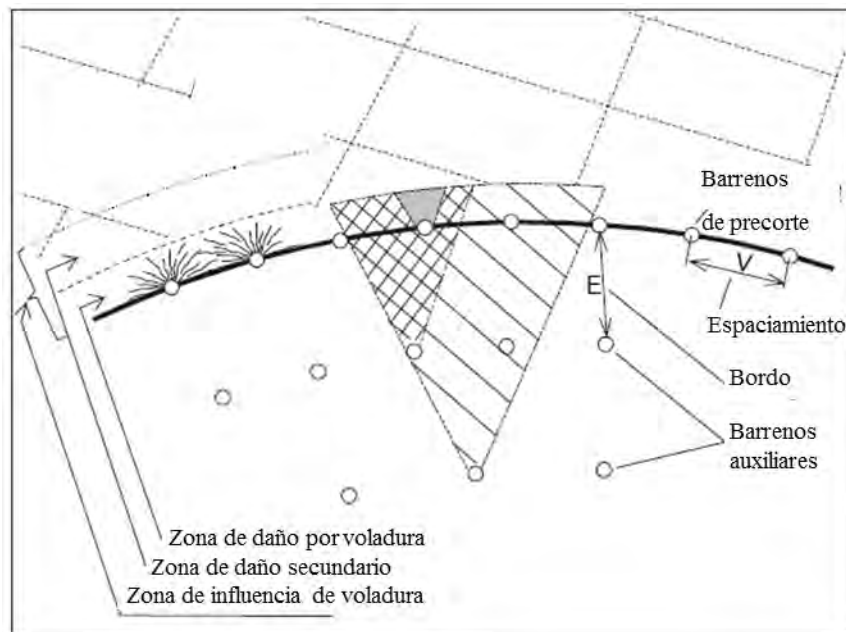 Barrenos
de precorte
V
E
Espaciamiento
Bordo
Barrenos
auxiliares
Zona de daño por voladura
Zona de daño secundario
Zona de influencia de voladura